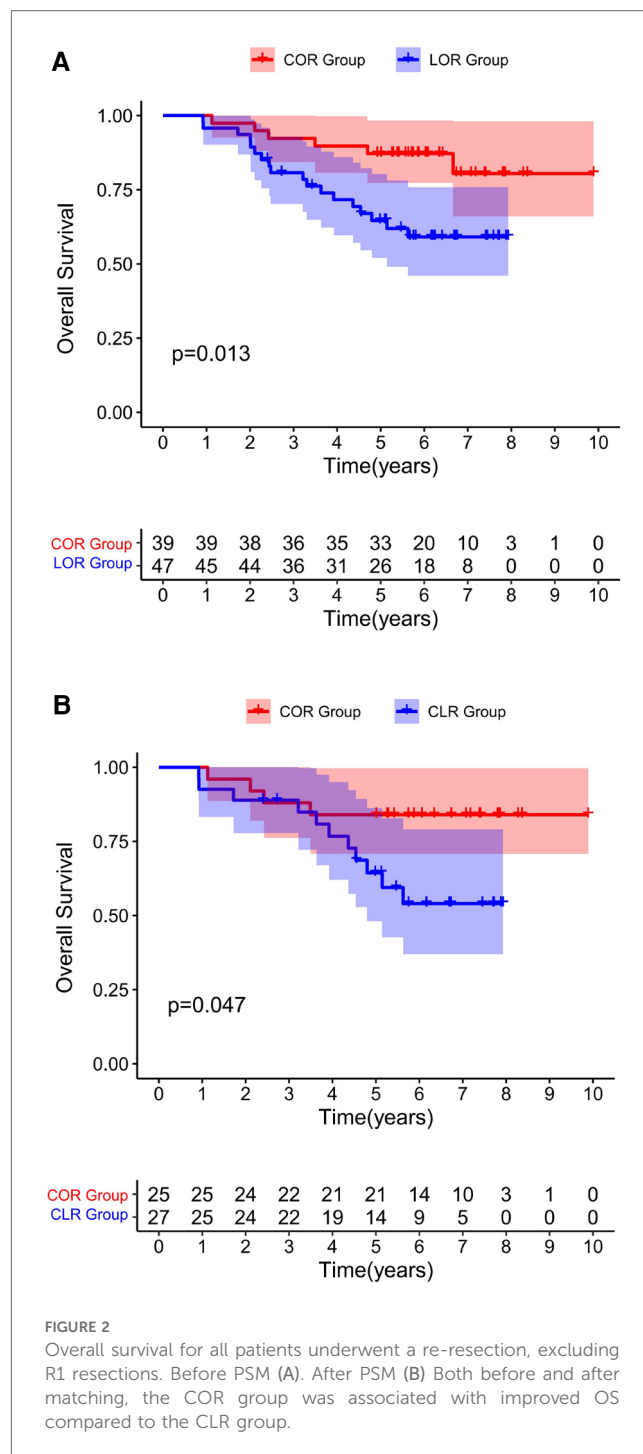 A
COR Group LOR Group
1.00
0.75
0.50
0.25
0.00
Overall Survival
p=0.013
0 1 2 3 4 5 6 7 8 9 10
Time(years)
COR Group 39 39 38 36 35 33 20 10 3 1 0
LOR Group 47 45 44 36 31 26 18 8 0 0 0
0 1 2 3 4 5 6 7 8 9 10
Time(years)
B
COR Group CLR Group
1.00
0.75
0.50
0.25
0.00
Overall Survival
p=0.047
0 1 2 3 4 5 6 7 8 9 10
Time(years)
COR Group 25 25 24 22 21 21 14 10 3 1 0
CLR Group 27 25 24 22 19 14 9 5 0 0 0
0 1 2 3 4 5 6 7 8 9 10
Time(years)
FIGURE 2
Overall survival for all patients underwent a re-resection, excluding
R1 resections. Before PSM (A). After PSM (B) Both before and after
matching, the COR group was associated with improved OS
compared to the CLR group.